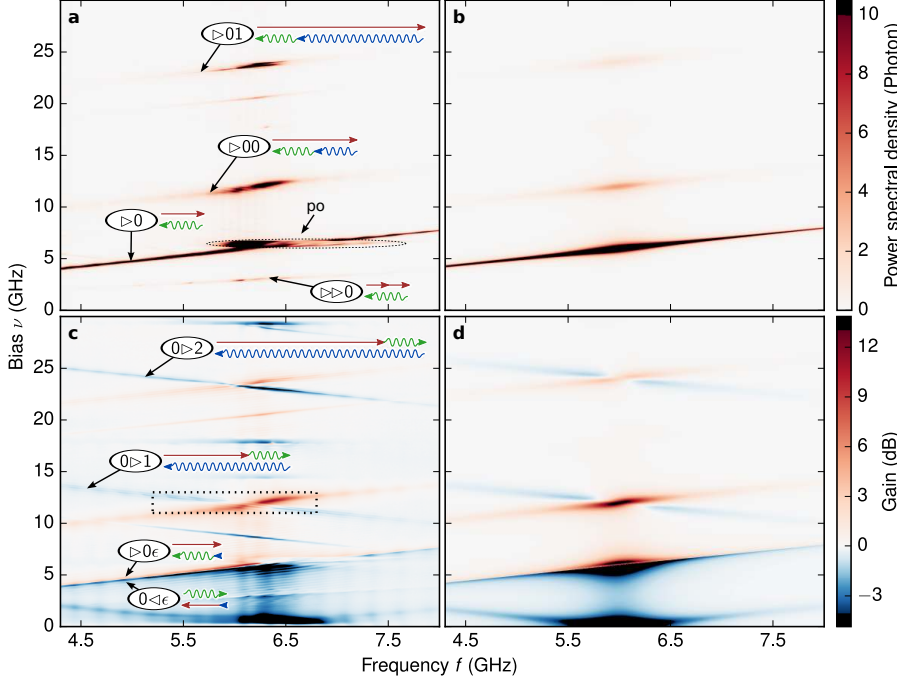 a
b
▷01
▷00
▷0
po
▷▷0
25
20
15
10
5
0
10
8
6
4
2
0
Power spectral density (Photon)
Bias ν (GHz)
c
d
0▷2
0▷1
▷0ϵ
0◁ϵ
25
20
15
10
5
0
12
9
6
3
0
−3
Gain (dB)
4.5 5.5 6.5 7.5 4.5 5.5 6.5 7.5
Frequency f (GHz)